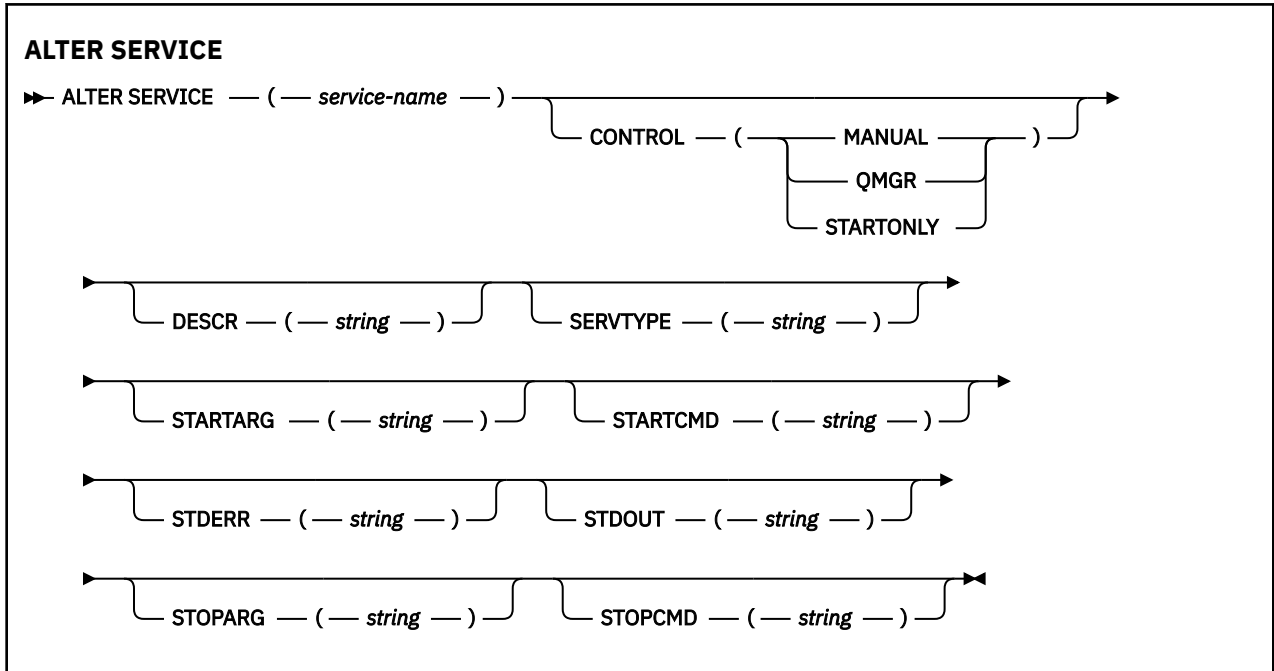 ALTER SERVICE
ALTER SERVICE ( service-name )
CONTROL ( MANUAL )
QMGR
STARTONLY
DESCR ( string ) SERVTYPE ( string )
STARTARG ( string ) STARTCMD ( string )
STDERR ( string ) STDOUT ( string )
STOPARG ( string ) STOPCMD ( string )